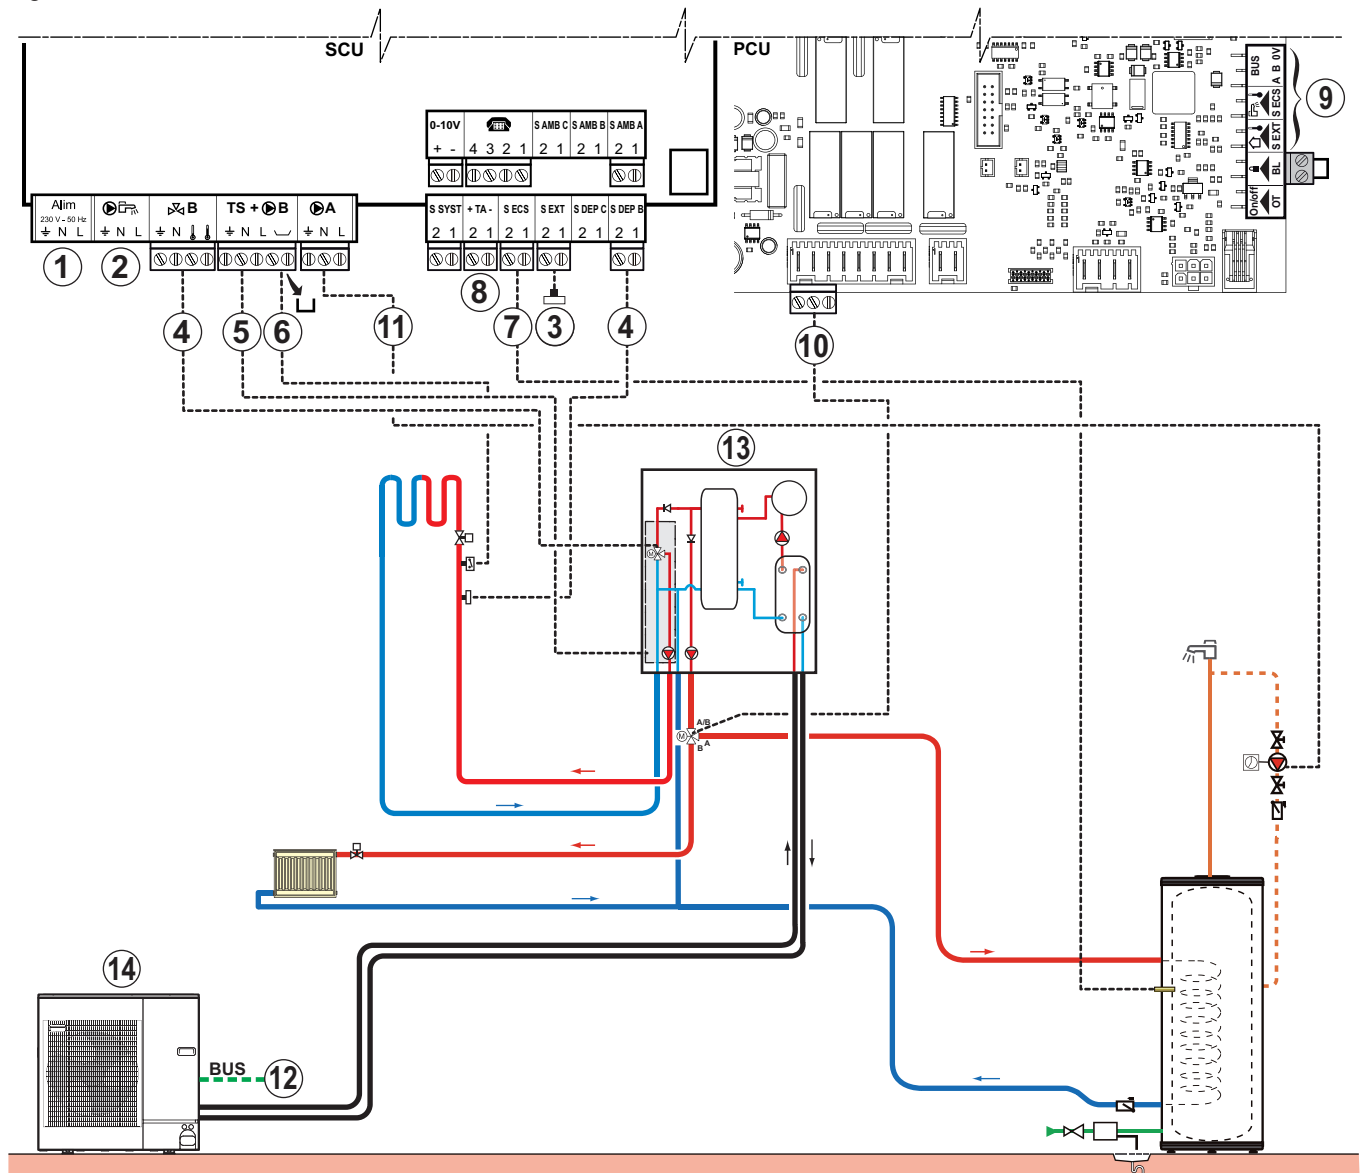 SCU
PCU
0-10V
S AMB C S AMB B S AMB A
+ - 4 3 2 1 2 1 2 1 2 1
Alim
230 V - 50 Hz
N L
N L
B
N
TS + B
N L
A
N L
S SYST + TA - S ECS S EXT S DEP C S DEP B
2 1 2 1 2 1 2 1 2 1 2 1
BUS
A B 0V
S ECS
S EXT
BL
On/off
OT
1
2
3
4
4
5
6
7
8
9
10
11
13
M
M
A/B
A
B
14
BUS
12